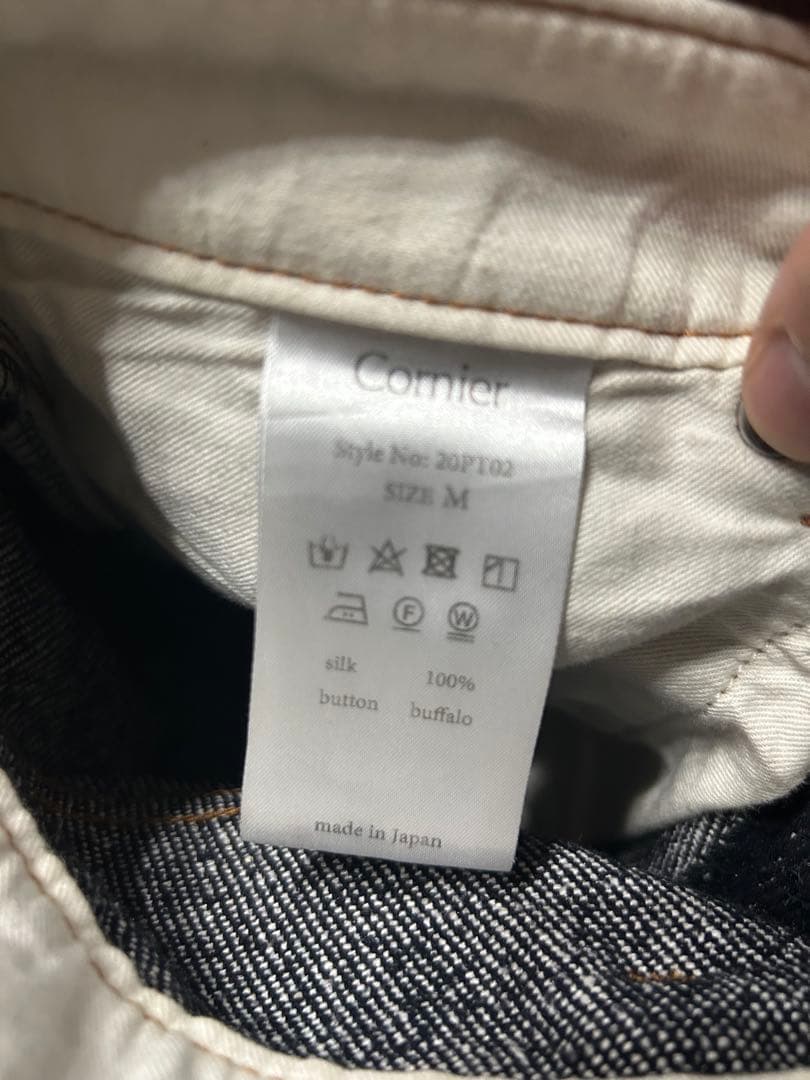 Cornier
Style No: 20PT02
SIZE M
F W
silk 100%
button buffalo
made in Japan